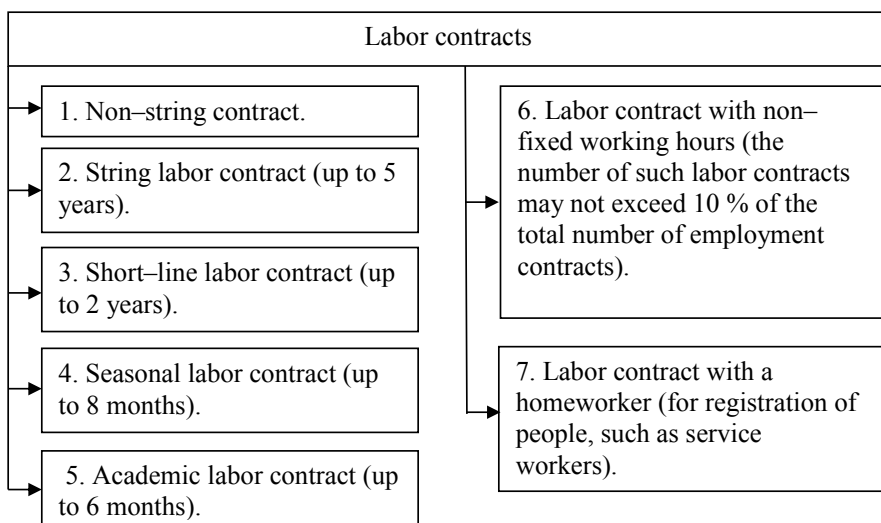 Labor contracts
1. Non–string contract.
2. String labor contract (up to 5
years).
3. Short–line labor contract (up
to 2 years).
4. Seasonal labor contract (up
to 8 months).
5. Academic labor contract (up
to 6 months).
6. Labor contract with non–
fixed working hours (the
number of such labor contracts
may not exceed 10 % of the
total number of employment
contracts).
7. Labor contract with a
homeworker (for registration of
people, such as service
workers).